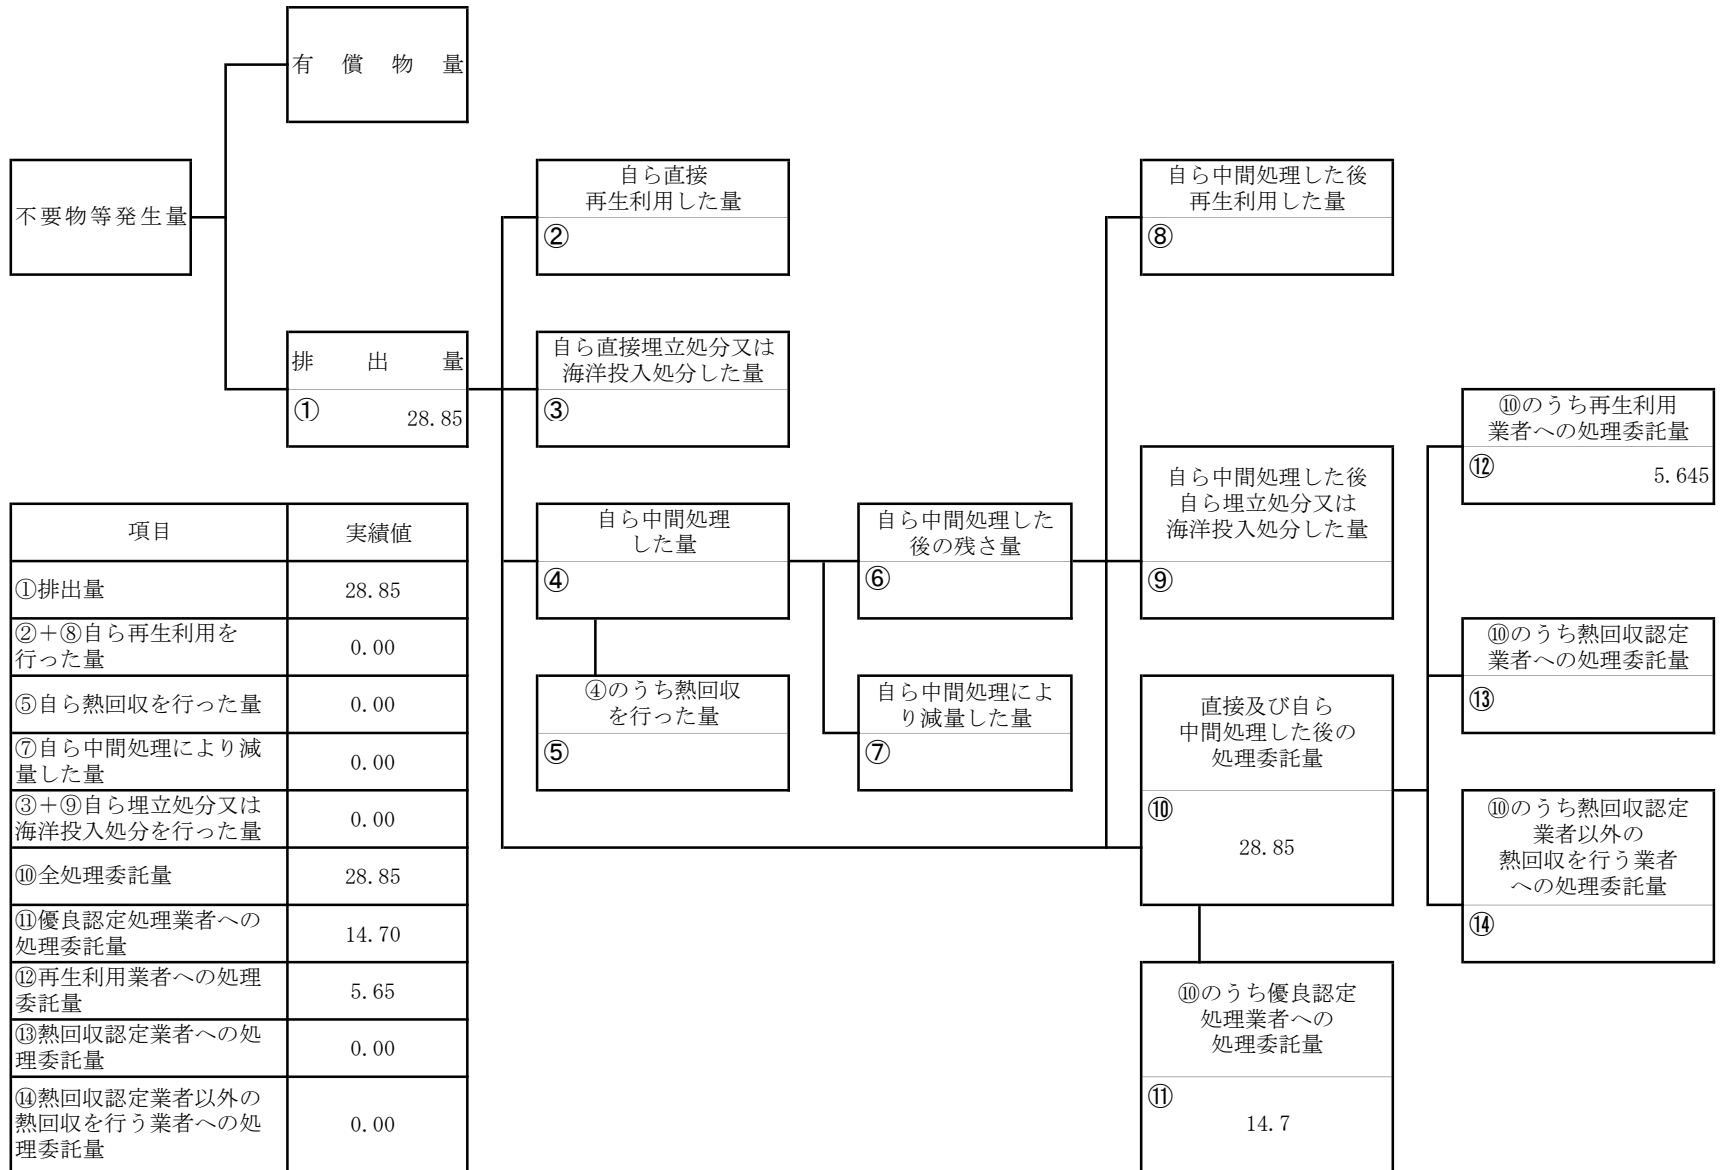 有償物量
不要物等発生量
排出量
①
28.85
自ら直接
再生利用した量
②
自ら直接埋立処分又は
海洋投入処分した量
③
自ら中間処理
した量
④
④のうち熱回収
を行った量
⑤
自ら中間処理した
後の残さ量
⑥
自ら中間処理によ
り減量した量
⑦
自ら中間処理した後
再生利用した量
⑧
自ら中間処理した後
自ら埋立処分又は
海洋投入処分した量
⑨
直接及び自ら
中間処理した後の
処理委託量
⑩
28.85
⑩のうち優良認定
処理業者への
処理委託量
⑪
14.7
⑩のうち再生利用
業者への処理委託量
⑫
5.645
⑩のうち熱回収認定
業者への処理委託量
⑬
⑩のうち熱回収認定
業者以外の
熱回収を行う業者
への処理委託量
⑭
項目 実績値
①排出量 28.85
②+⑧自ら再生利用を
行った量 0.00
⑤自ら熱回収を行った量 0.00
⑦自ら中間処理により減
量した量 0.00
③+⑨自ら埋立処分又は
海洋投入処分を行った量 0.00
⑩全処理委託量 28.85
⑪優良認定処理業者への
処理委託量 14.70
⑫再生利用業者への処理
委託量 5.65
⑬熱回収認定業者への処
理委託量 0.00
⑭熱回収認定業者以外の
熱回収を行う業者への処
理委託量 0.00